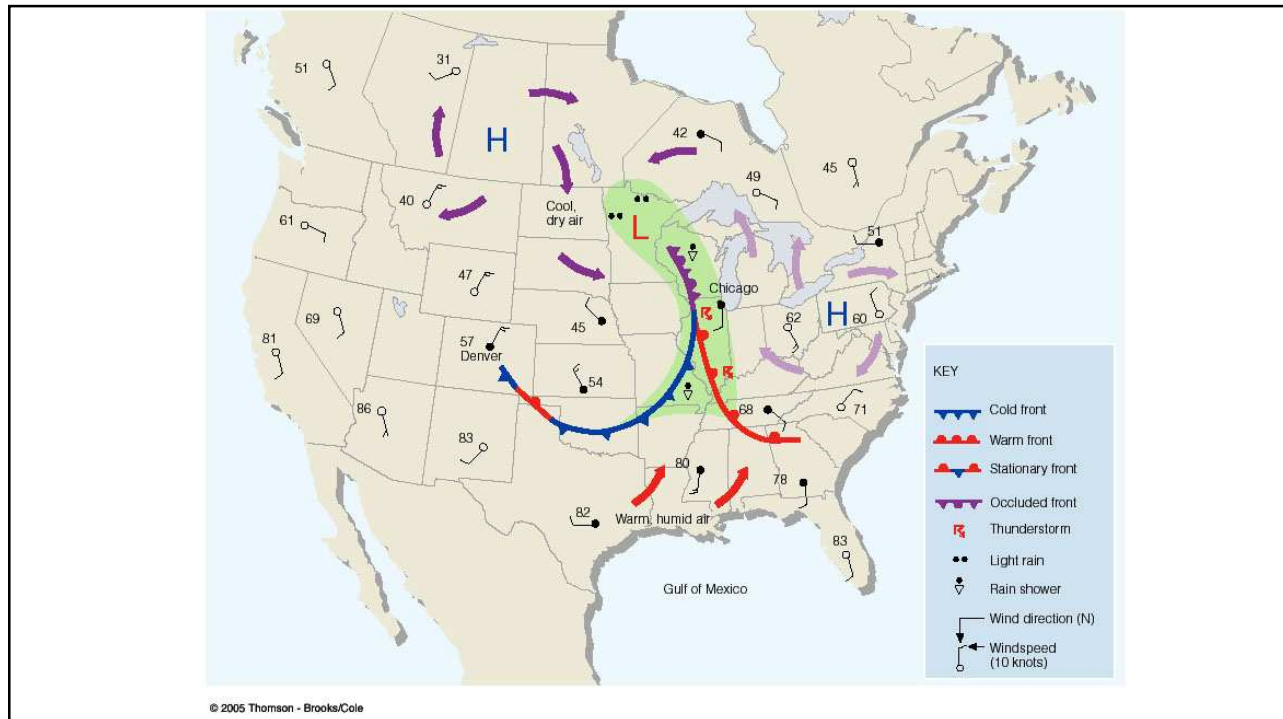 51
31
H
42
45
49
40
Cool,
dry air
L
61
51
47
Chicago
69
45
62
H
60
81
57
Denver
54
KEY
86
68
71
Cold front
83
Warm front
80
78
Stationary front
82
Warm, humid air
Occluded front
83
Thunderstorm
Light rain
Gulf of Mexico
Rain shower
Wind direction (N)
Windspeed
(10 knots)
© 2005 Thomson - Brooks/Cole